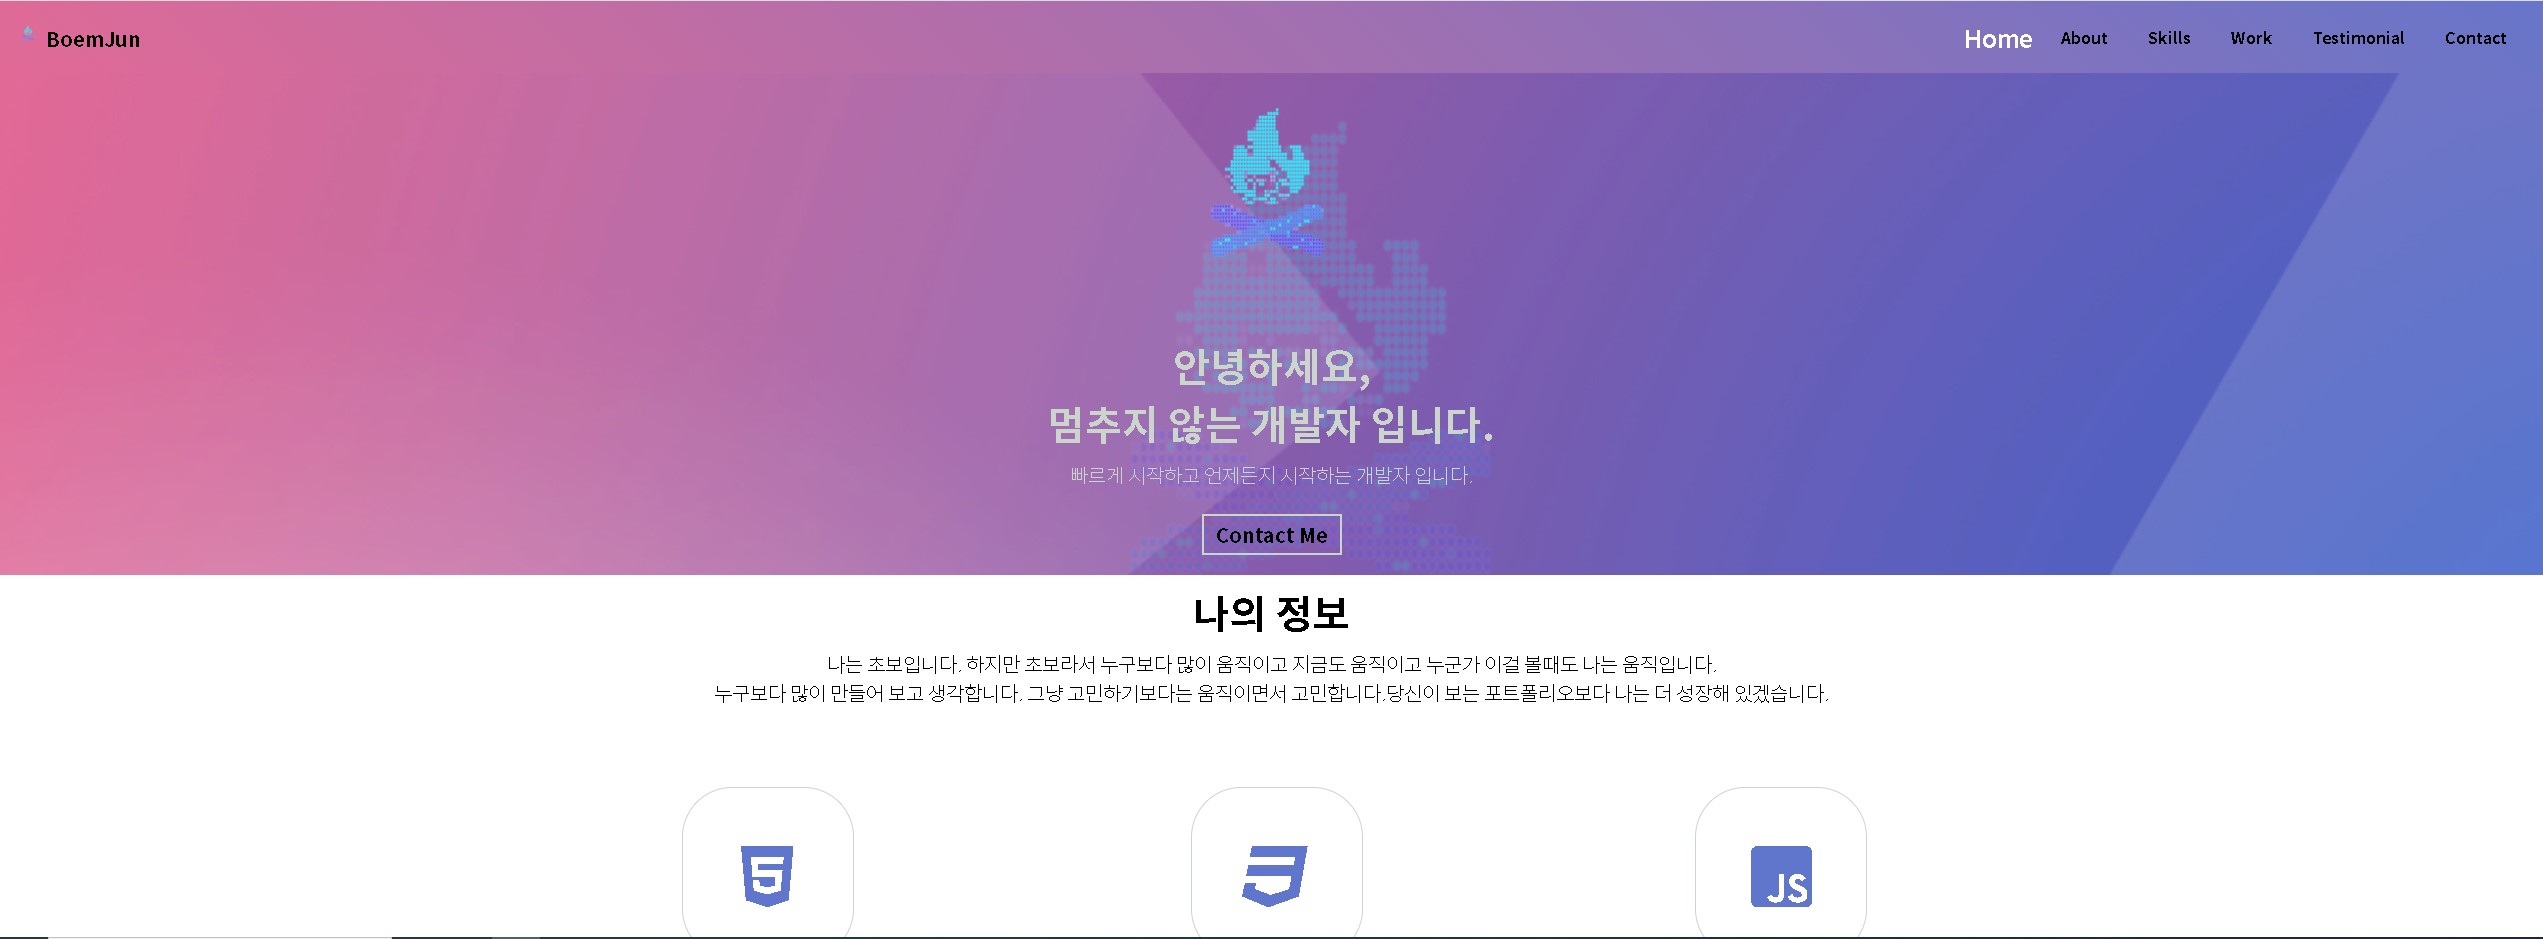 BoemJun
Home About Skills Work Testimonial Contact
안녕하세요,
멈추지 않는 개발자 입니다.
빠르게 시작하고 언제든지 시작하는 개발자 입니다.
Contact Me
나의 정보
나는 초보입니다. 하지만 초보라서 누구보다 많이 움직이고 지금도 움직이고 누군가 이걸 볼때도 나는 움직입니다.
누구보다 많이 만들어 보고 생각합니다. 그냥 고민하기보다는 움직이면서 고민합니다.당신이 보는 포트폴리오보다 나는 더 성장해 있겠습니다.
5 3 JS